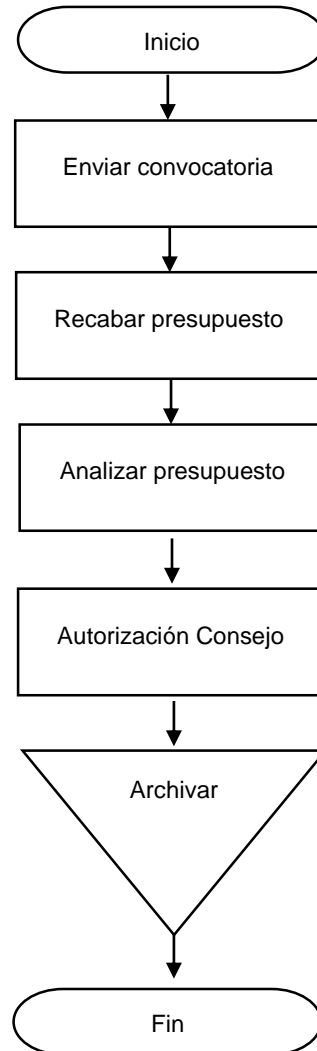 Inicio
Enviar convocatoria
Recabar presupuesto
Analizar presupuesto
Autorización Consejo
Archivar
Fin